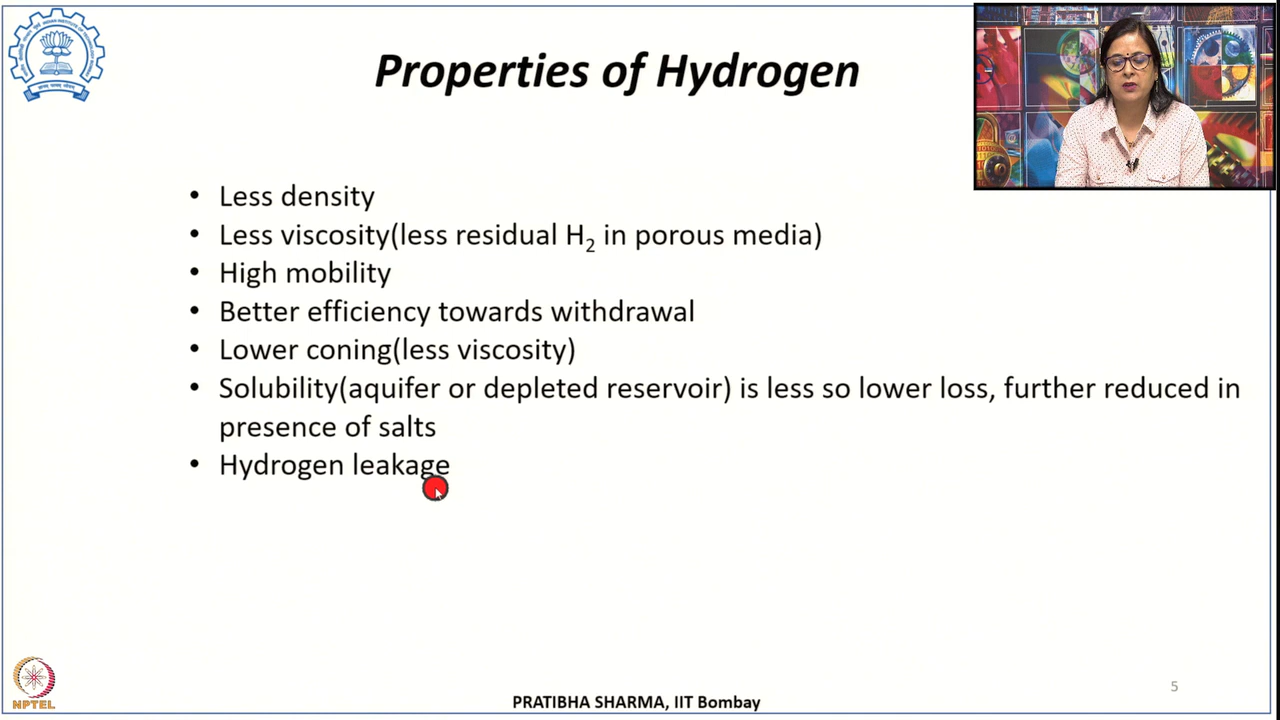 Properties of Hydrogen
• Less density
• Less viscosity(less residual H₂ in porous media)
• High mobility
• Better efficiency towards withdrawal
• Lower coning(less viscosity)
• Solubility(aquifer or depleted reservoir) is less so lower loss, further reduced in
presence of salts
• Hydrogen leakage
5
NPTEL
PRATIBHA SHARMA, IIT Bombay